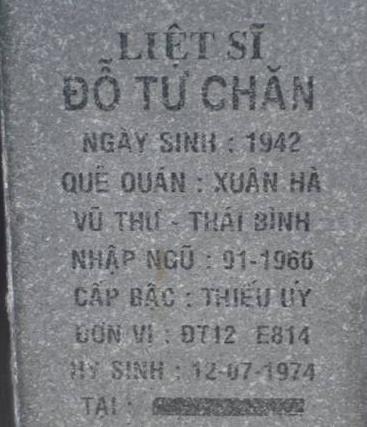 LIỆT SĨ
ĐỖ TƯ CHĂN
NGÀY SINH : 1942
QUÊ QUÁN : XUÂN HÀ
VŨ THƯ - THÁI BÌNH
NHẬP NGŨ : 91-1966
CẤP BẬC : THIẾU ÚY
ĐƠN VỊ : ĐT12 E814
HY SINH : 12-07-1974
TẠI :